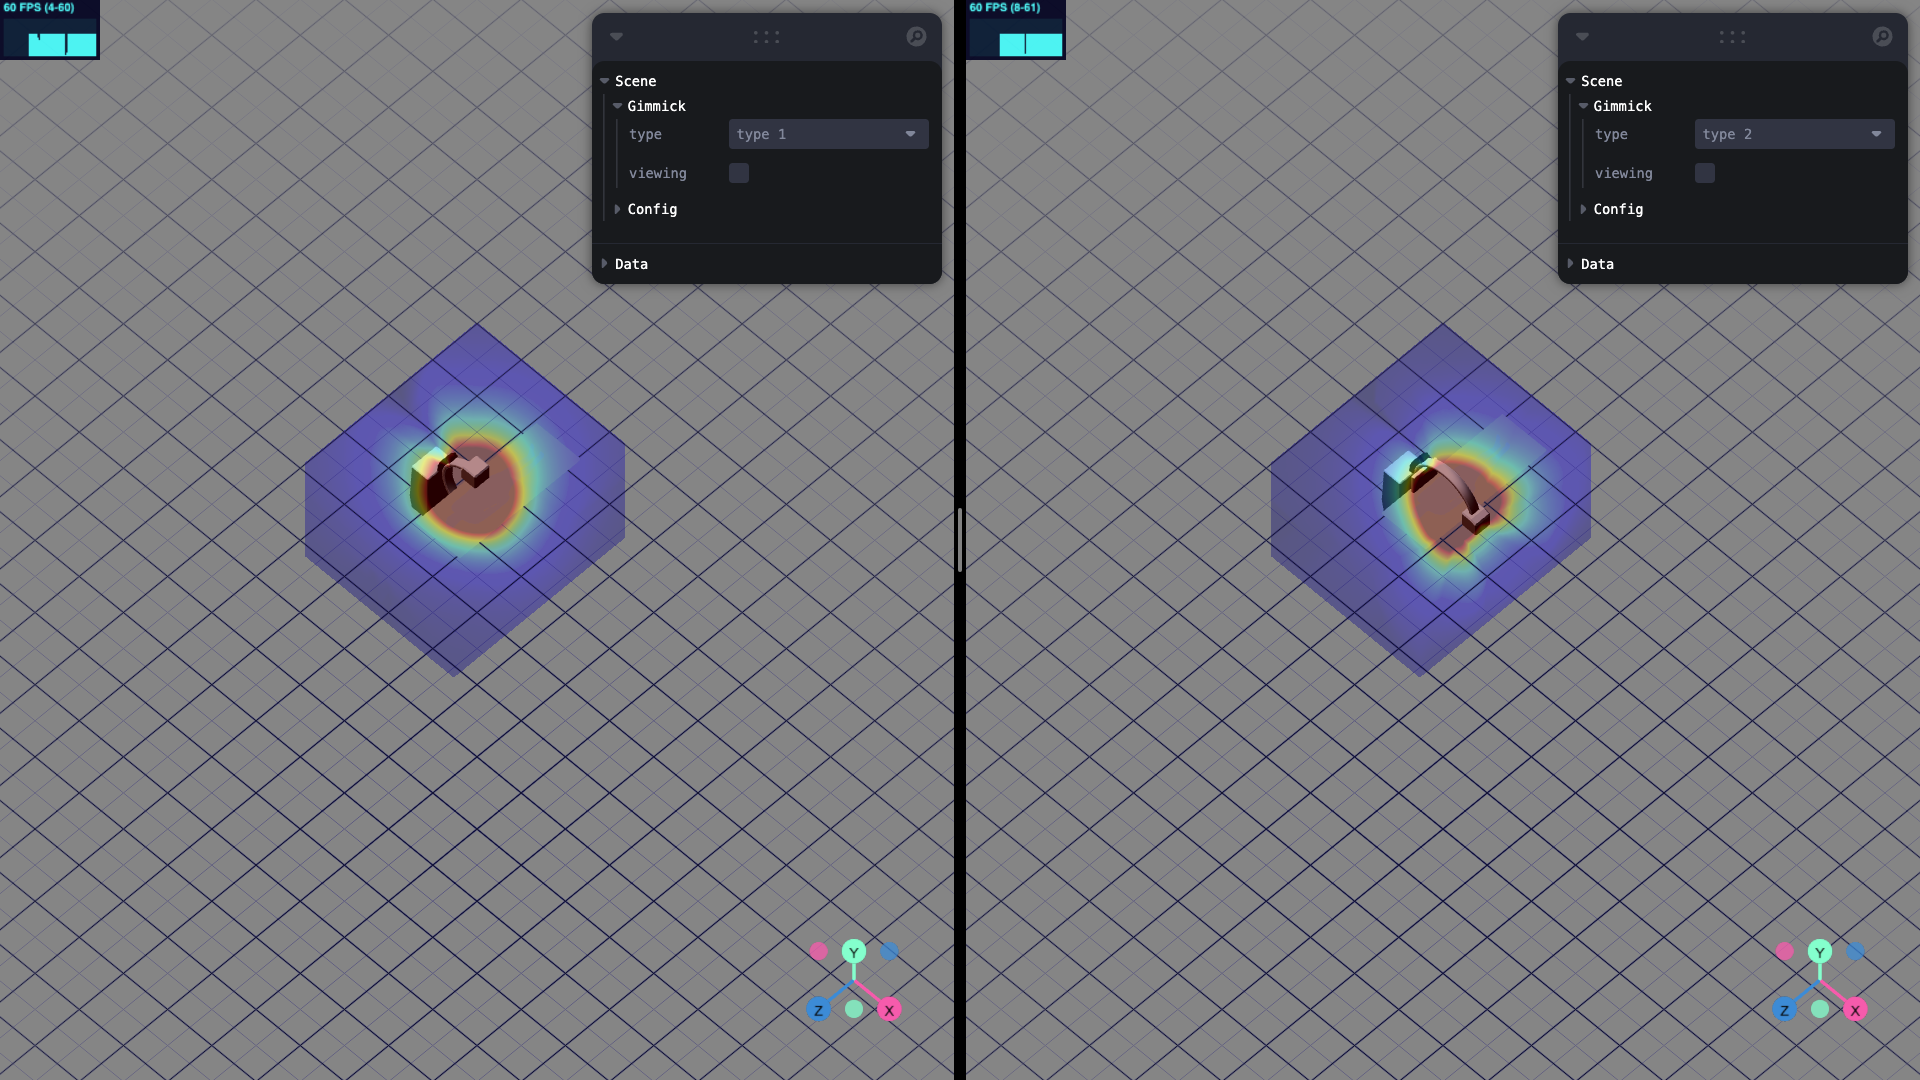 60 FPS (4-60)
Scene
Gimmick
type
type 1
viewing
Config
Data
Y
Z
X
60 FPS (8-61)
Scene
Gimmick
type
type 2
viewing
Config
Data
Y
Z
X